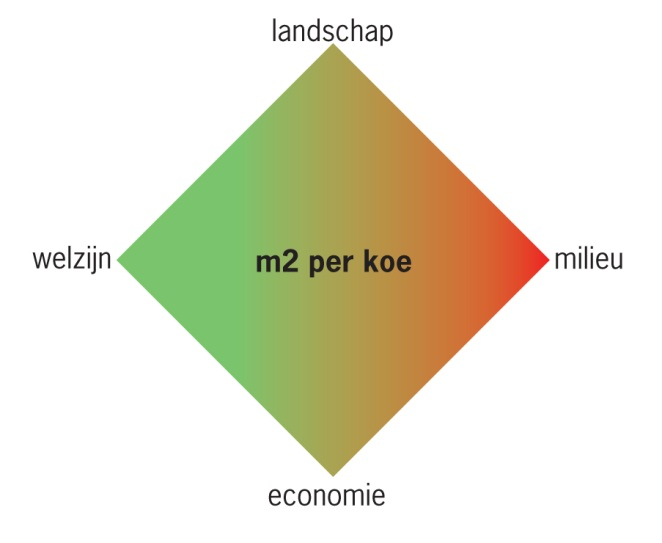 landschap
welzijn
m2 per koe
milieu
economie